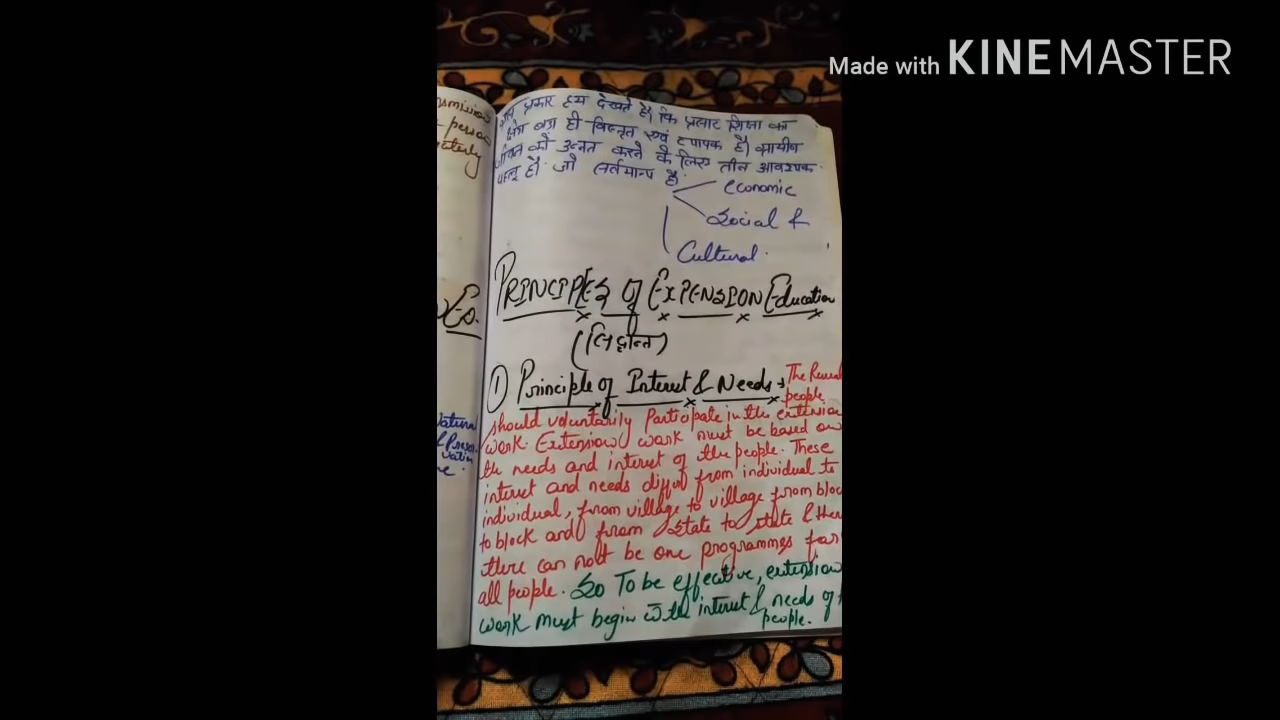 Made with KINEMASTER
nsmission
person
इस प्रकार हम देखते है। कि प्रसार शिक्षा का
क्षेत्र बड़ा ही विस्तृत एवं व्यापक है। ग्रामीण
जीवन को उन्नत करने के लिए तीन आवश्यक
पहलू है। जो सर्वमान्य है
Economic
Social &
Cultural.
PRINCIPLES of EXTENSION Education
(सिद्धान्त)
① Principle of Interest & Needs → The Rural
people
should voluntarily participate in the extension
work. Extension work must be based on
the needs and interest of the people. These
interest and needs differ from individual to
individual, from village to village from block
to block and from state to state & there
there can not be one programmes for
all people. So To be effective, extension
work must begin with the interest & needs of
people.